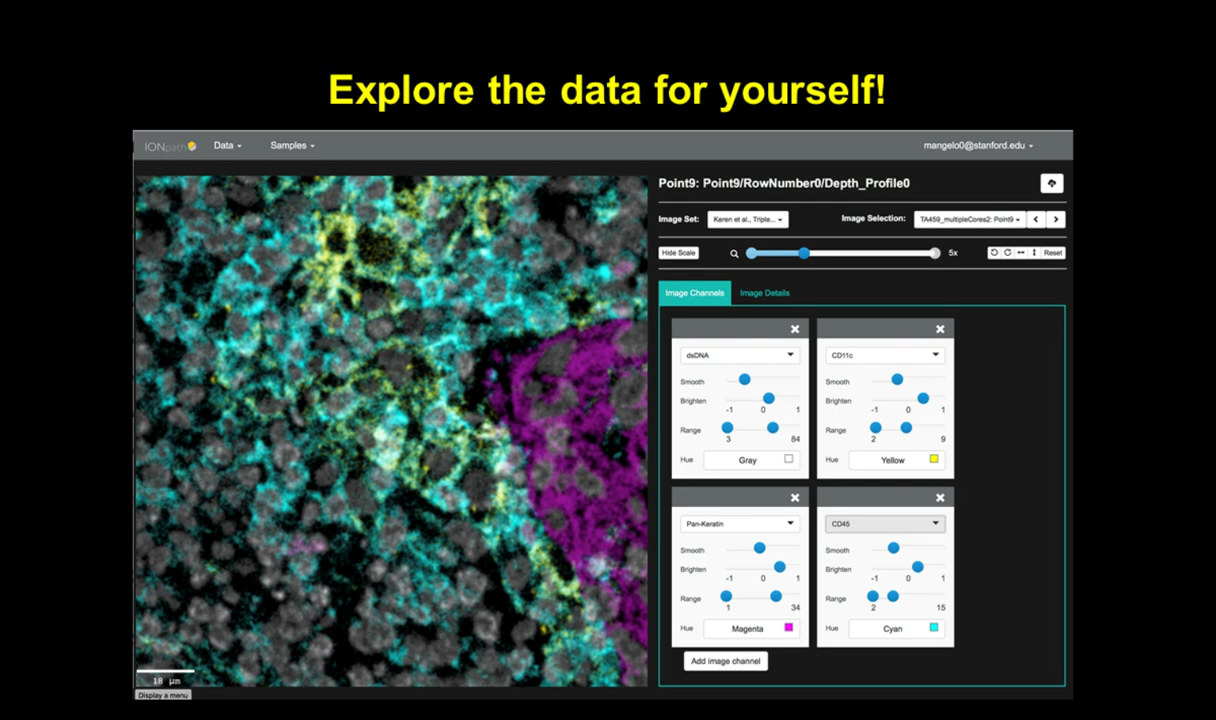 Explore the data for yourself!
IONpath Data Samples mangelo0@stanford.edu
Point9: Point9/RowNumber0/Depth_Profile0
Image Set: Keren et al., Triple... Image Selection: TA459_multipleCores2: Point9
Hide Scale 5x Reset
Image Channels Image Details
dsDNA CD11c
Smooth Smooth
Brighten Brighten
-1 0 1 -1 0 1
Range Range
3 84 2 9
Hue Gray Hue Yellow
Pan-Keratin CD45
Smooth Smooth
Brighten Brighten
-1 0 1 -1 0 1
Range Range
1 34 2 15
Hue Magenta Hue Cyan
Add image channel
18 μm
Display a menu